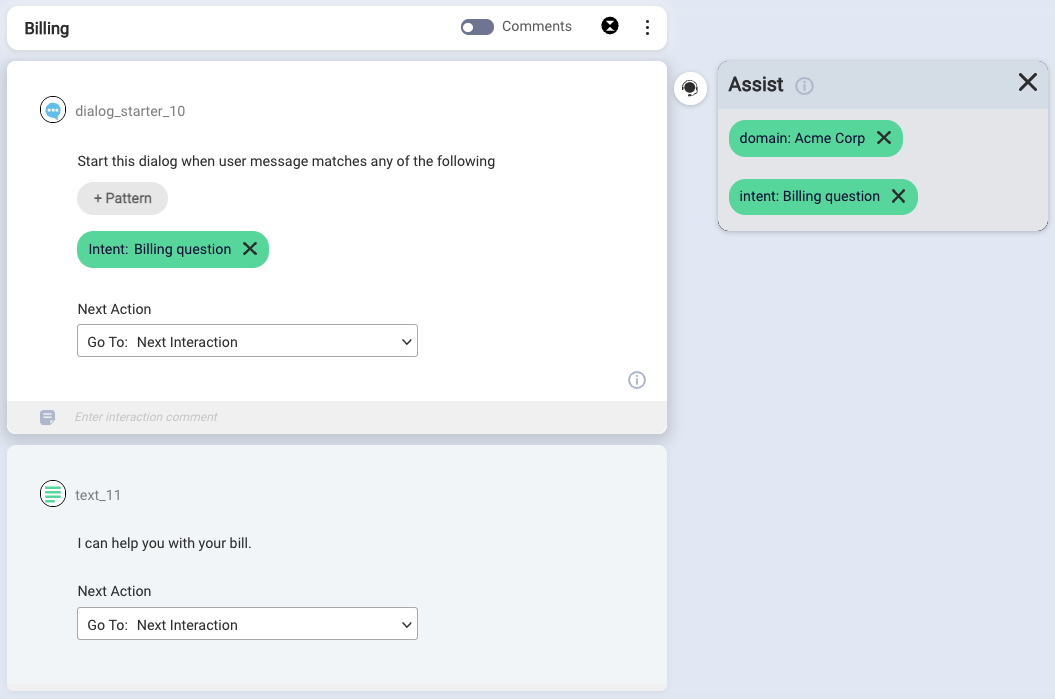 Billing
Comments
dialog_starter_10
Start this dialog when user message matches any of the following
+ Pattern
Intent: Billing question
Next Action
Go To: Next Interaction
Enter interaction comment
text_11
I can help you with your bill.
Next Action
Go To: Next Interaction
Assist
domain: Acme Corp
intent: Billing question